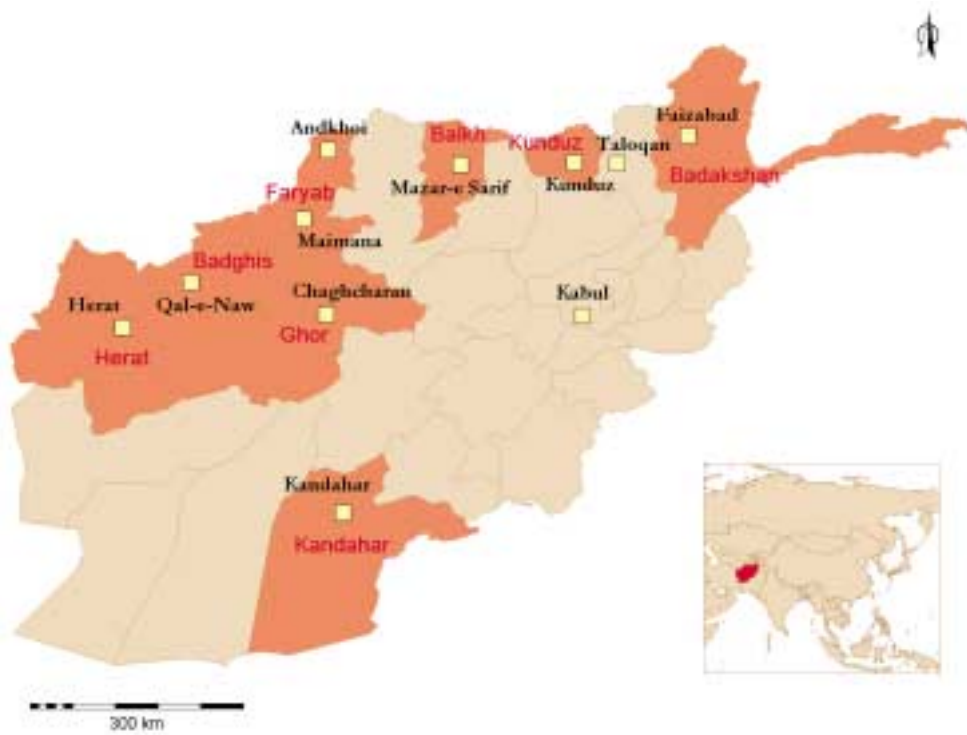 Andkhoi
Balkh
Kunduz
Taloqan
Faizabad
Mazar-e Sarif
Kunduz
Badakshan
Faryab
Maimana
Badghis
Herat
Qal-e-Naw
Chaghcharan
Kabul
Herat
Ghor
Kandahar
Kandahar
300 km